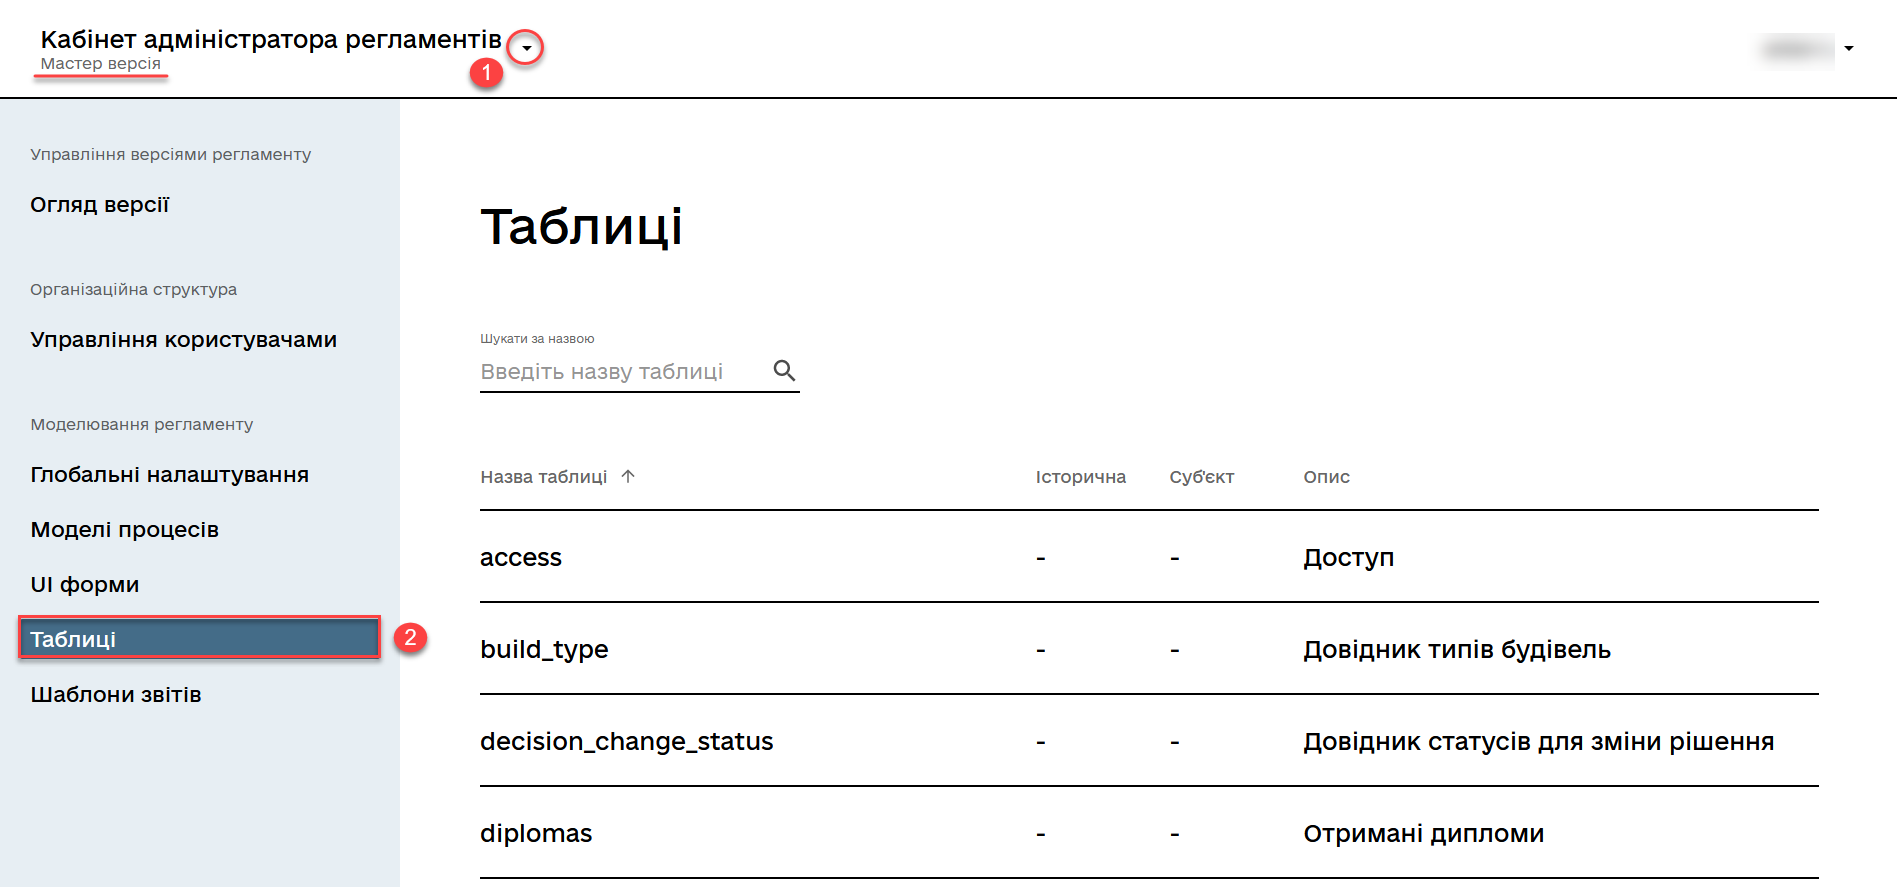 Кабінет адміністратора регламентів
Мастер версія
1
Управління версіями регламенту
Огляд версії
Організаційна структура
Управління користувачами
Моделювання регламенту
Глобальні налаштування
Моделі процесів
UI форми
Таблиці
2
Шаблони звітів
Таблиці
Шукати за назвою
Введіть назву таблиці
Назва таблиці ↑ Історична Суб'єкт Опис
access - - Доступ
build_type - - Довідник типів будівель
decision_change_status - - Довідник статусів для зміни рішення
diplomas - - Отримані дипломи